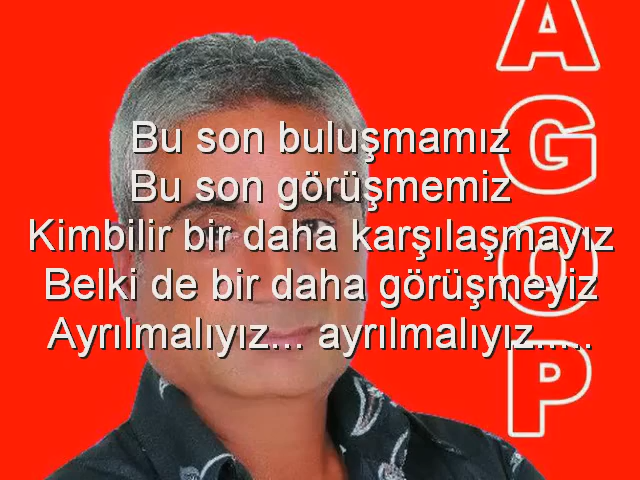 Bu son buluşmamız
Bu son görüşmemiz
Kimbilir bir daha karşılaşmayız
Belki de bir daha görüşmeyiz
Ayrılmalıyız... ayrılmalıyız.....
AGOP